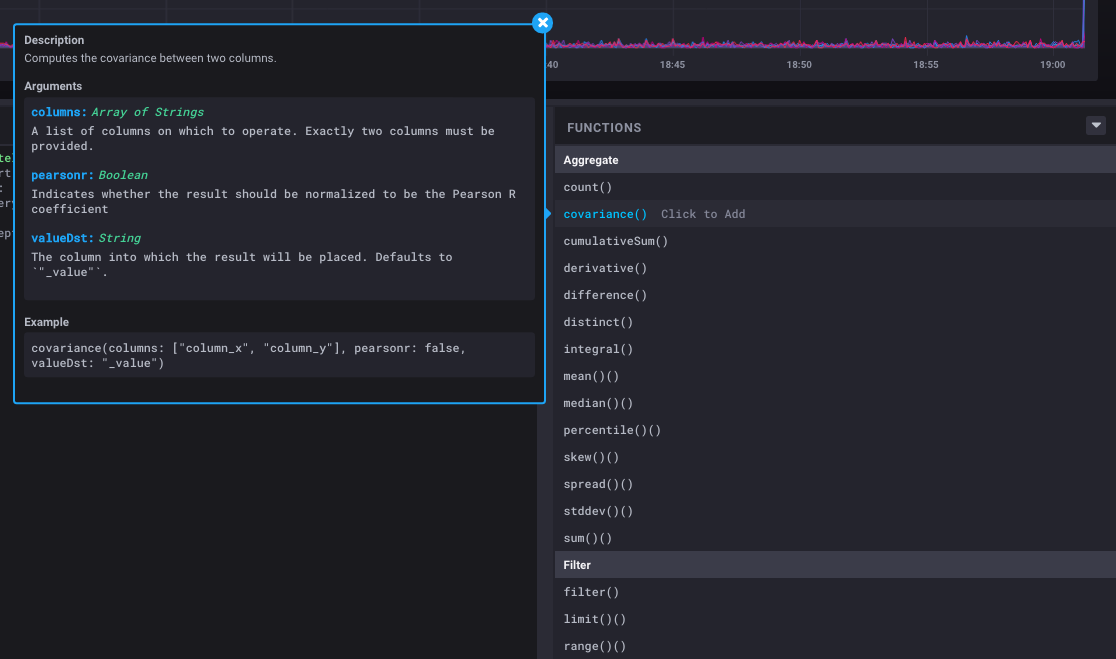 Description
Computes the covariance between two columns.
Arguments
columns: Array of Strings
A list of columns on which to operate. Exactly two columns must be
provided.
pearsonr: Boolean
Indicates whether the result should be normalized to be the Pearson R
coefficient
valueDst: String
The column into which the result will be placed. Defaults to
`"_value"`.
Example
covariance(columns: ["column_x", "column_y"], pearsonr: false,
valueDst: "_value")
:40 18:45 18:50 18:55 19:00
FUNCTIONS
Aggregate
count()
covariance() Click to Add
cumulativeSum()
derivative()
difference()
distinct()
integral()
mean()()
median()()
percentile()()
skew()()
spread()()
stddev()()
sum()()
Filter
filter()
limit()()
range()()